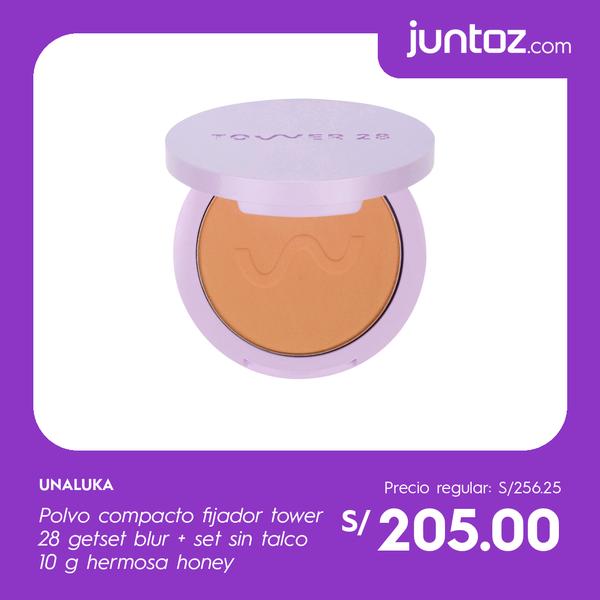 juntoz.com
TOWER 28
UNALUKA
Polvo compacto fijador tower
28 getset blur + set sin talco
10 g hermosa honey
Precio regular: S/256.25
S/ 205.00